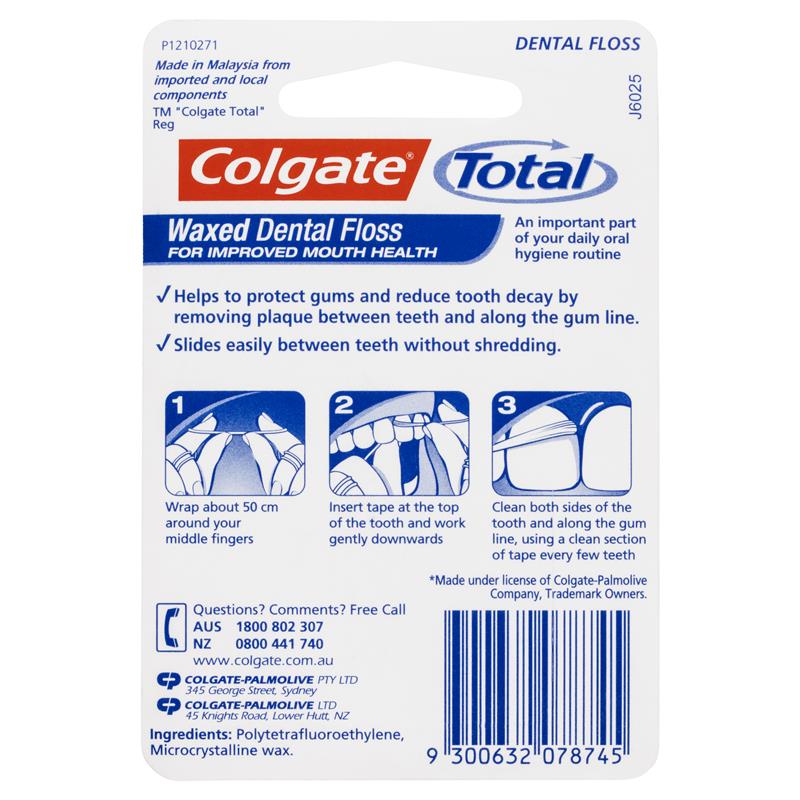 P1210271
DENTAL FLOSS
Made in Malaysia from
imported and local
components
TM "Colgate Total"
Reg
J6025
Colgate® Total
Waxed Dental Floss
FOR IMPROVED MOUTH HEALTH
An important part
of your daily oral
hygiene routine
✓Helps to protect gums and reduce tooth decay by
removing plaque between teeth and along the gum line.
✓Slides easily between teeth without shredding.
1
Wrap about 50 cm
around your
middle fingers
2
Insert tape at the top
of the tooth and work
gently downwards
3
Clean both sides of the
tooth and along the gum
line, using a clean section
of tape every few teeth
*Made under license of Colgate-Palmolive
Company, Trademark Owners.
Questions? Comments? Free Call
AUS 1800 802 307
NZ 0800 441 740
www.colgate.com.au
CP COLGATE-PALMOLIVE PTY LTD
345 George Street, Sydney
CP COLGATE-PALMOLIVE LTD
45 Knights Road, Lower Hutt, NZ
Ingredients: Polytetrafluoroethylene,
Microcrystalline wax.
9 300632 078745